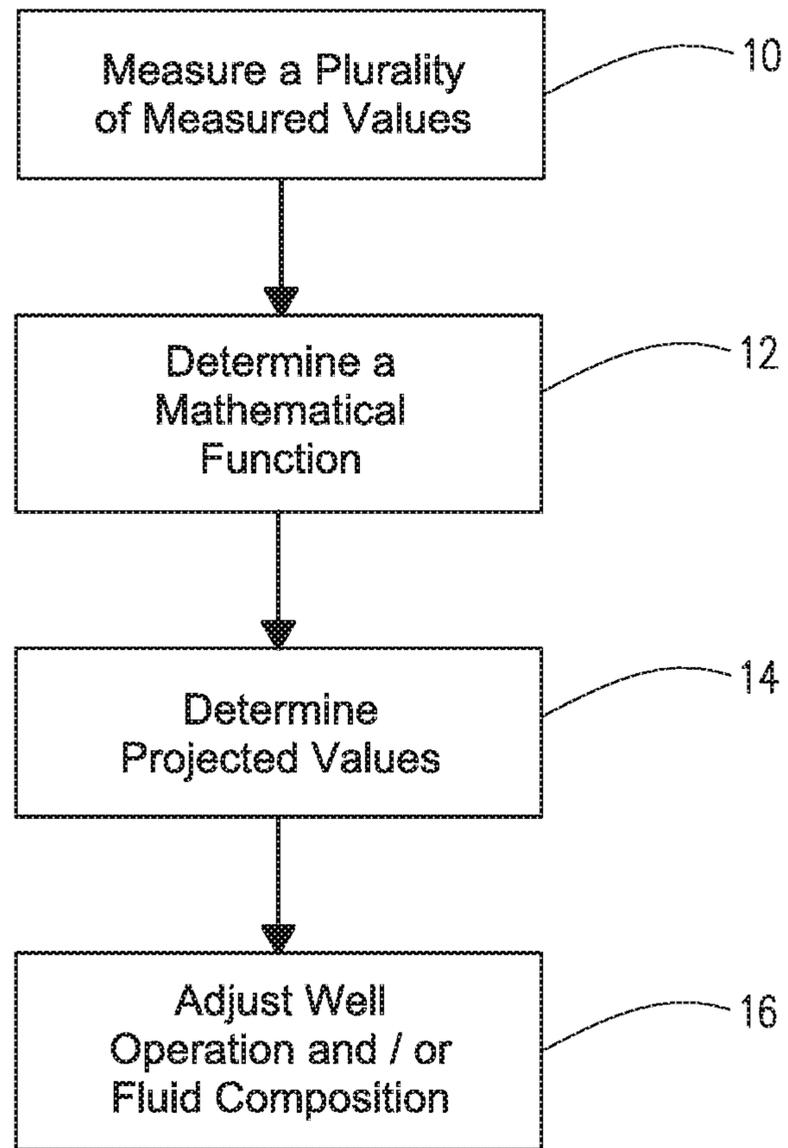 Measure a Plurality
of Measured Values
10
Determine a
Mathematical
Function
12
Determine
Projected Values
14
Adjust Well
Operation and / or
Fluid Composition
16